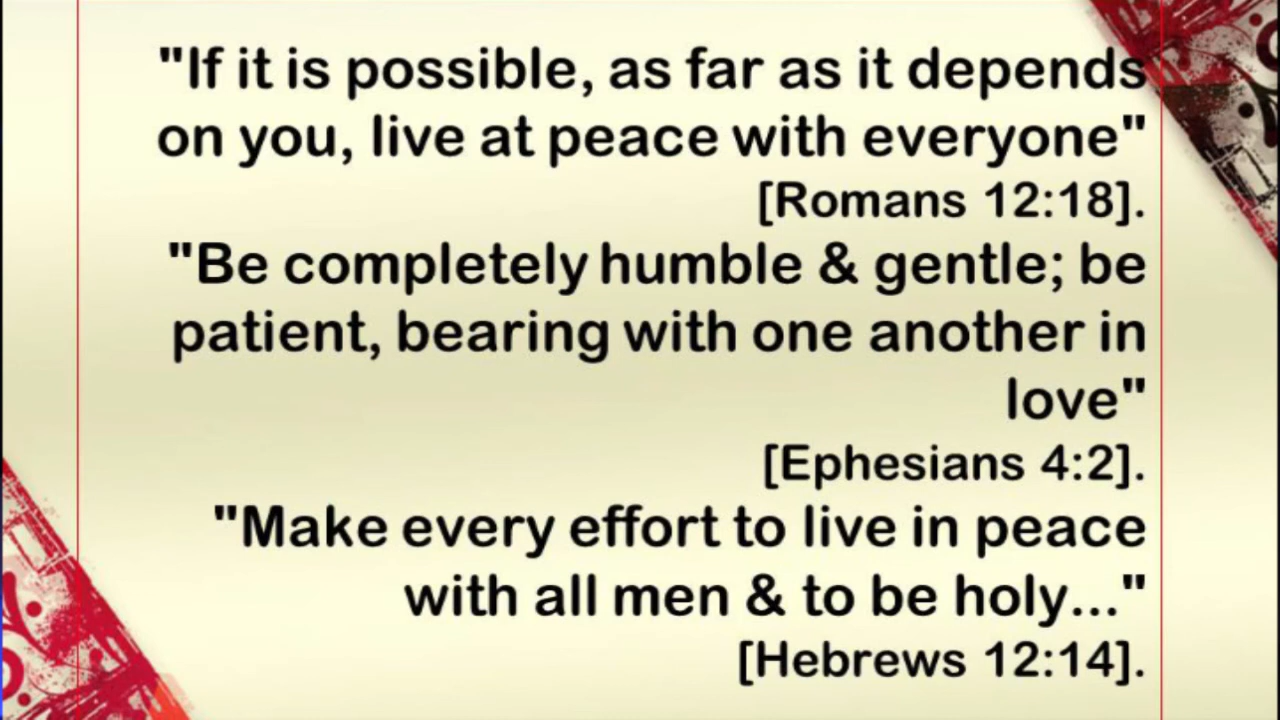 "If it is possible, as far as it depends
on you, live at peace with everyone"
[Romans 12:18].
"Be completely humble & gentle; be
patient, bearing with one another in
love"
[Ephesians 4:2].
"Make every effort to live in peace
with all men & to be holy..."
[Hebrews 12:14].